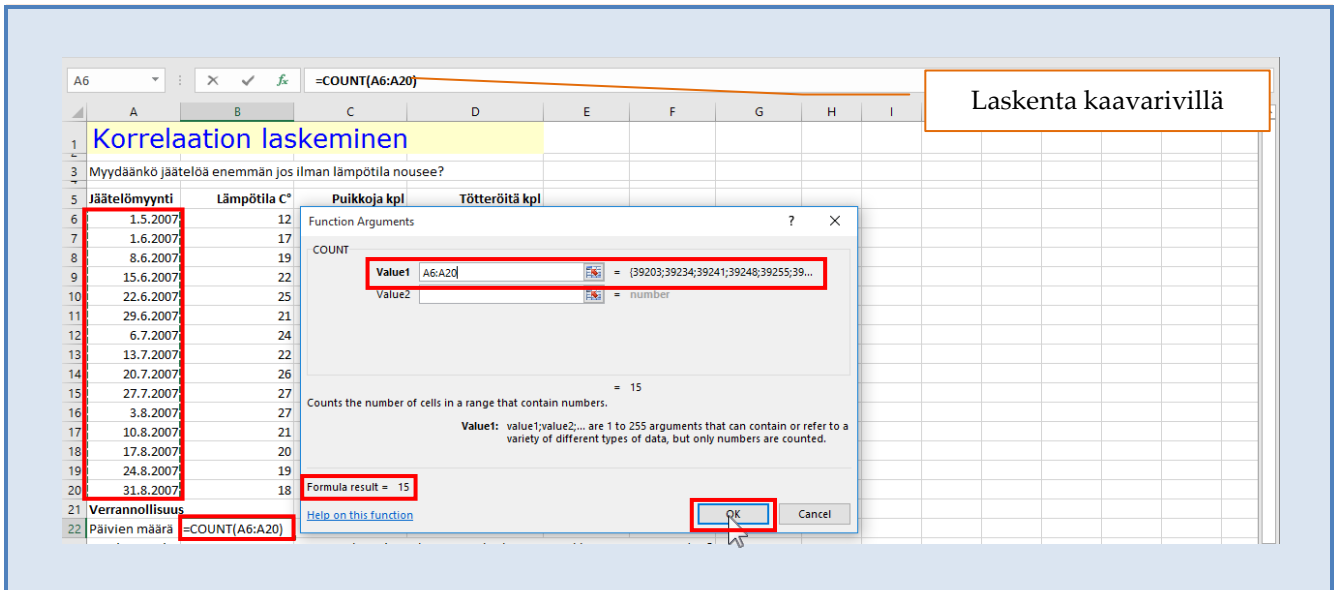 A6 =COUNT(A6:A20)
Laskenta kaavarivillä
A B C D E F G H I
1 Korrelaation laskeminen
3 Myydäänkö jäätelöä enemmän jos ilman lämpötila nousee?
5 Jäätelömyynti Lämpötila C° Puikkoja kpl Tötteröitä kpl
6 1.5.2007 12
7 1.6.2007 17
8 8.6.2007 19
9 15.6.2007 22
10 22.6.2007 25
11 29.6.2007 21
12 6.7.2007 24
13 13.7.2007 22
14 20.7.2007 26
15 27.7.2007 27
16 3.8.2007 27
17 10.8.2007 21
18 17.8.2007 20
19 24.8.2007 19
20 31.8.2007 18
21 Verrannollisuus
22 Päivien määrä =COUNT(A6:A20)
Function Arguments ? ×
COUNT
Value1 A6:A20 = {39203;39234;39241;39248;39255;39...
Value2 = number
= 15
Counts the number of cells in a range that contain numbers.
Value1: value1;value2;... are 1 to 255 arguments that can contain or refer to a
variety of different types of data, but only numbers are counted.
Formula result = 15
Help on this function OK Cancel